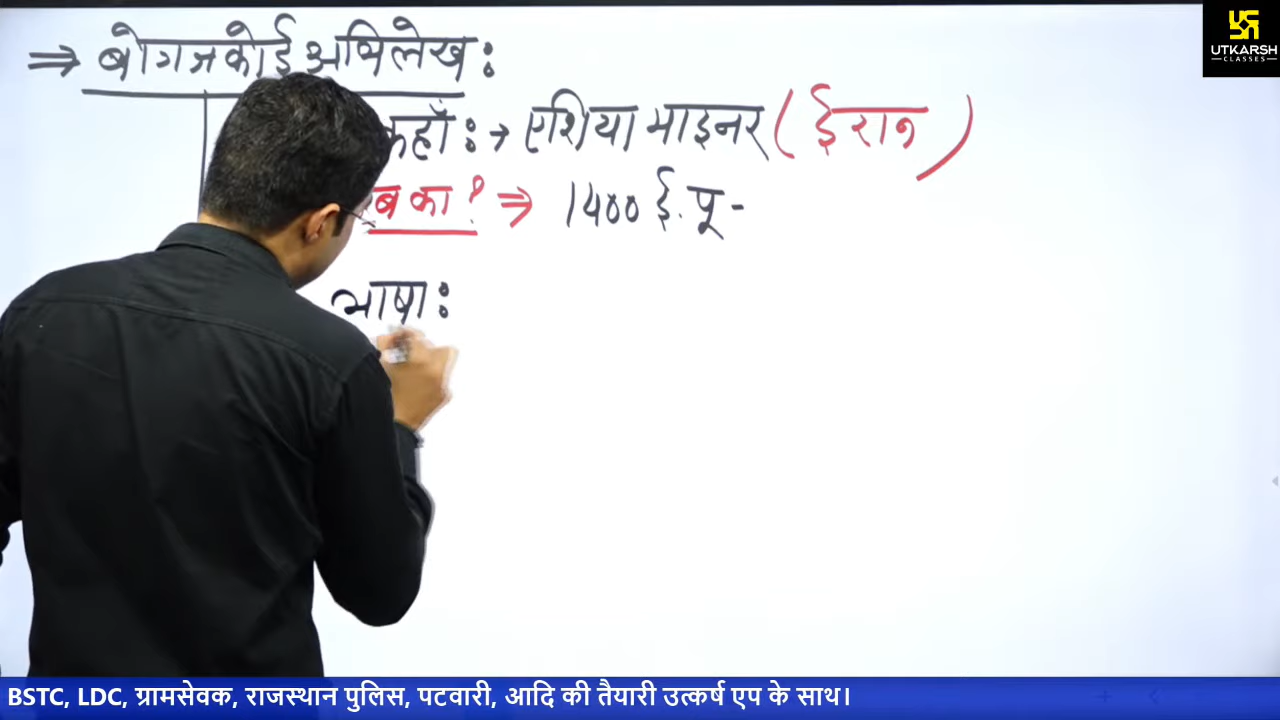 ⇒ बोगजकोई अभिलेख :
कहाँ : → एशिया माइनर ( ईरान )
का ? ⇒ 1400 ई. पू -
भाषा :
UTKARSH
CLASSES
BSTC, LDC, ग्रामसेवक, राजस्थान पुलिस, पटवारी, आदि की तैयारी उत्कर्ष एप के साथ।